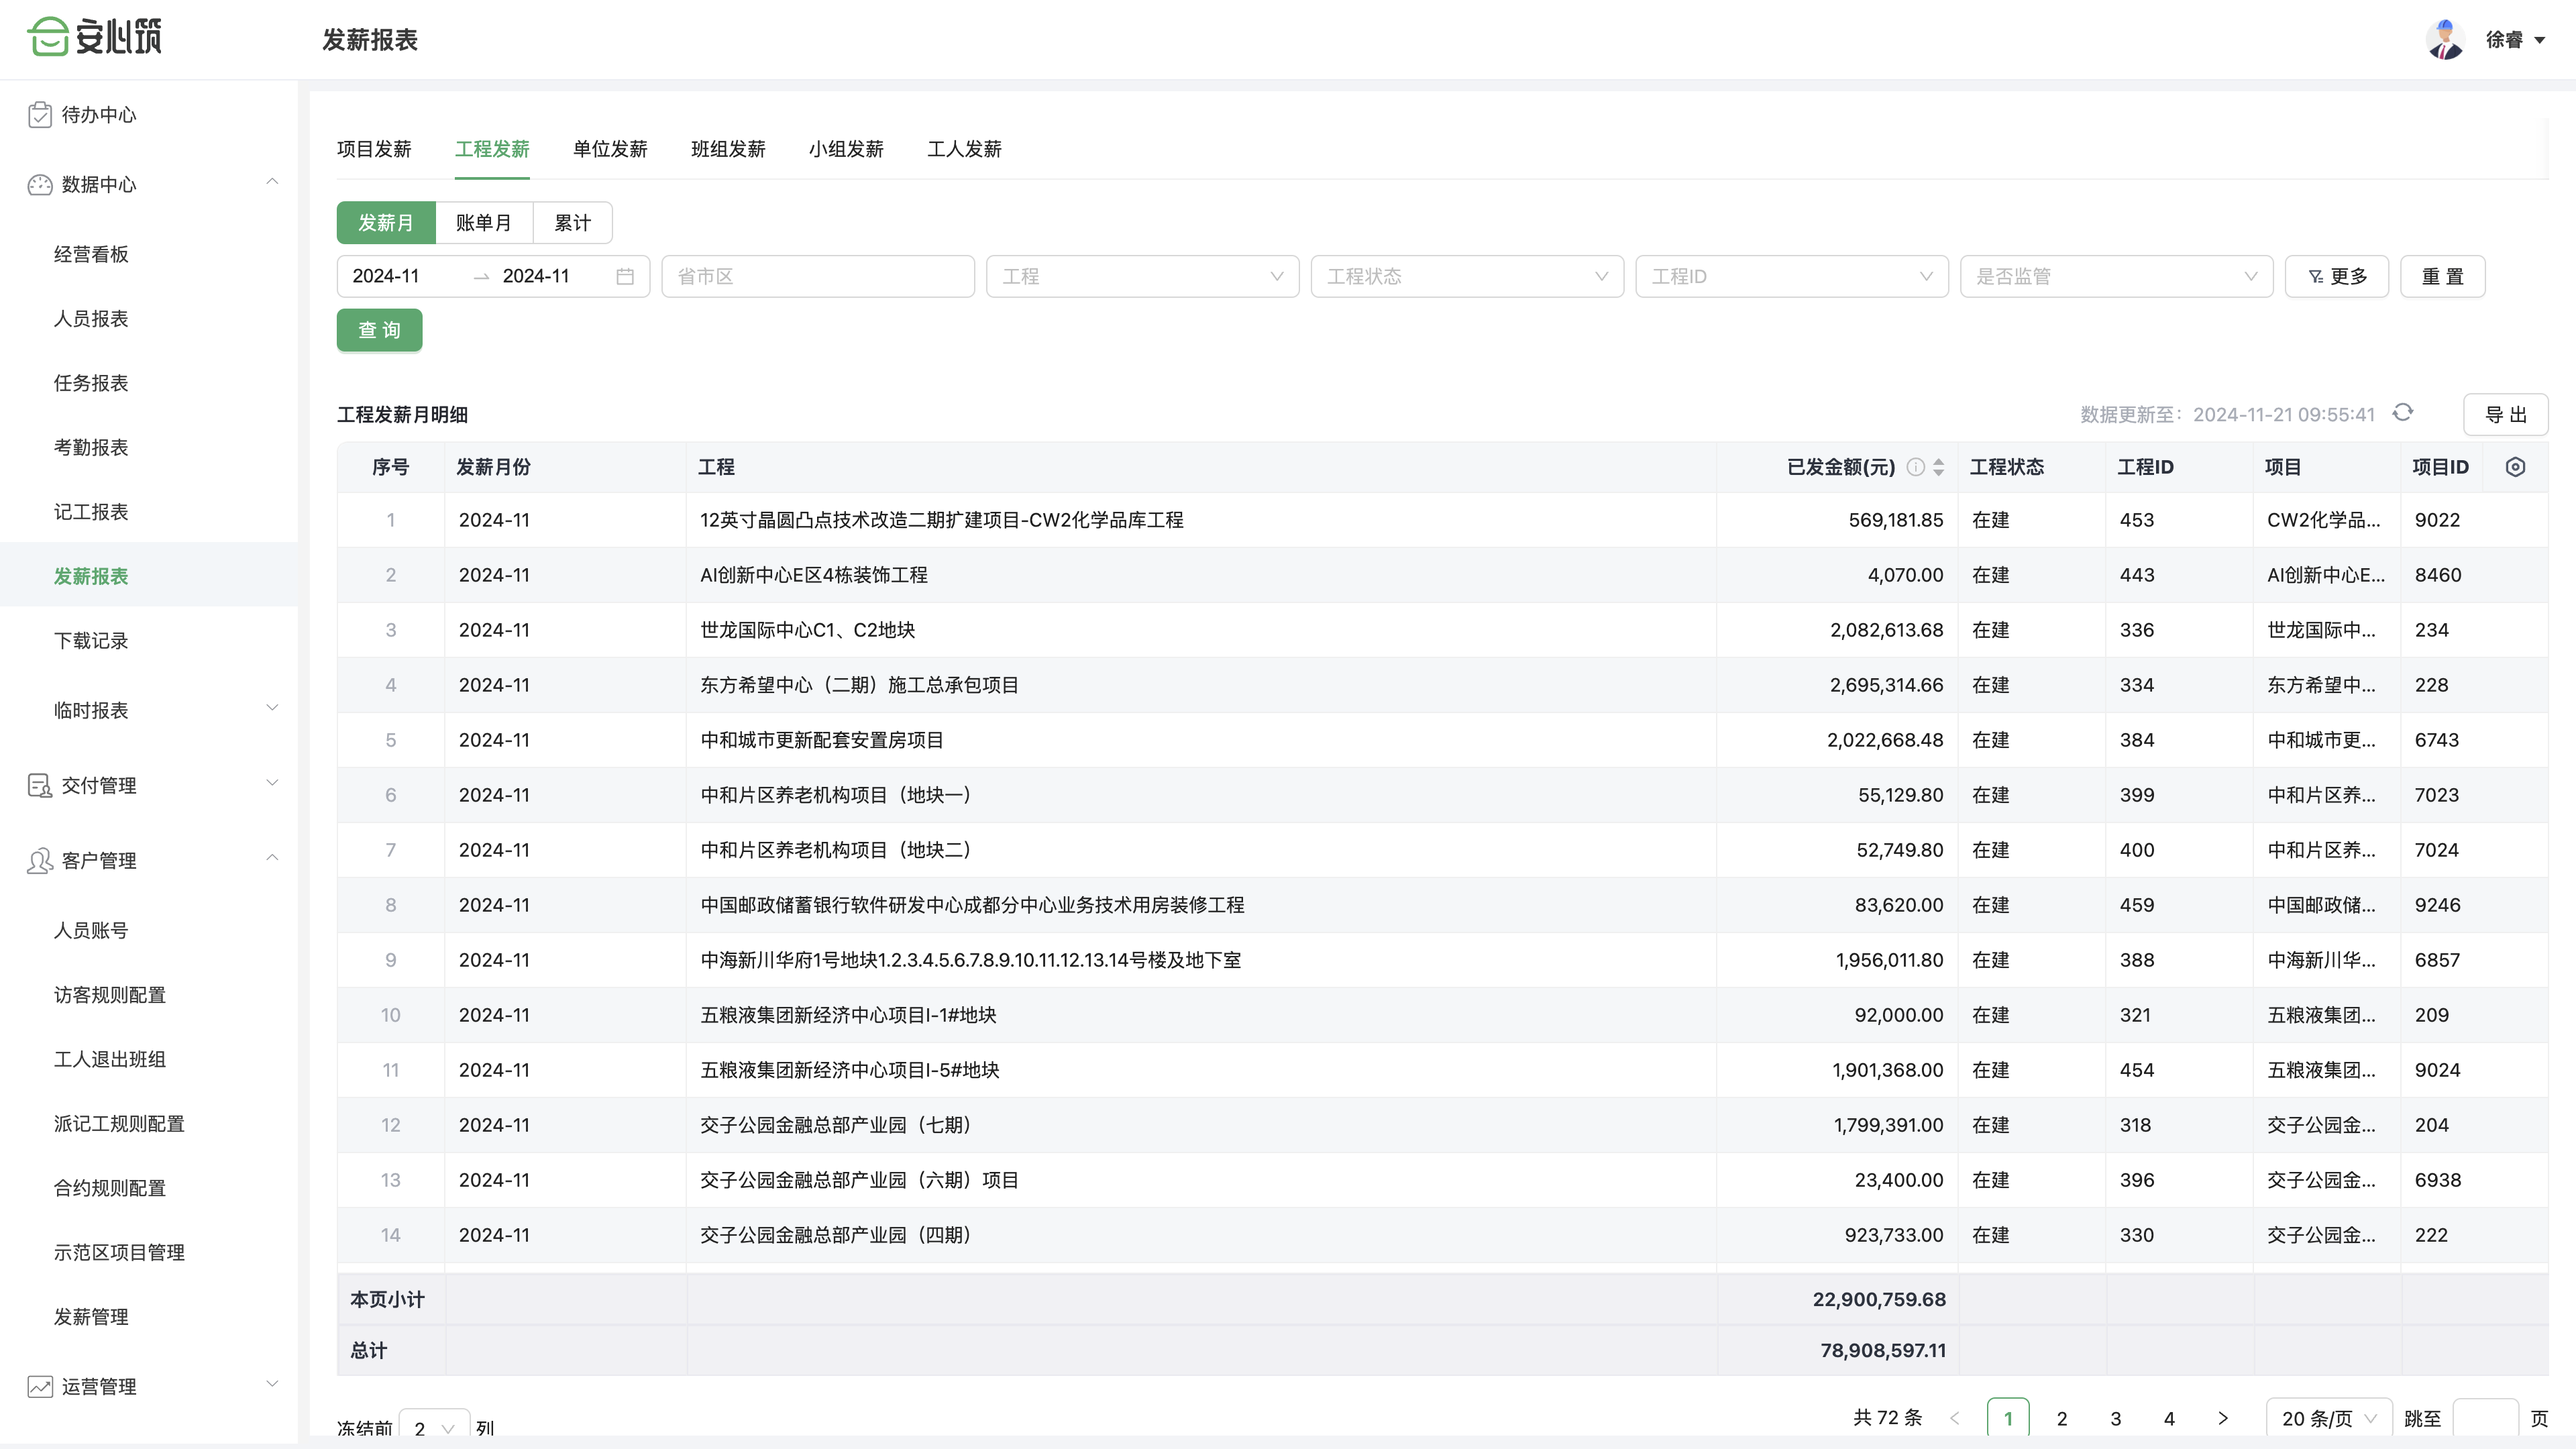 安心筑
发薪报表
徐睿
待办中心
数据中心
经营看板
人员报表
任务报表
考勤报表
记工报表
发薪报表
下载记录
临时报表
交付管理
客户管理
人员账号
访客规则配置
工人退出班组
派记工规则配置
合约规则配置
示范区项目管理
发薪管理
运营管理
项目发薪 工程发薪 单位发薪 班组发薪 小组发薪 工人发薪
发薪月 账单月 累计
2024-11 → 2024-11 省市区 工程 工程状态 工程ID 是否监管 更多 重 置
查 询
工程发薪月明细 数据更新至：2024-11-21 09:55:41 导 出
序号 发薪月份 工程 已发金额(元) 工程状态 工程ID 项目 项目ID
1 2024-11 12英寸晶圆凸点技术改造二期扩建项目-CW2化学品库工程 569,181.85 在建 453 CW2化学品... 9022
2 2024-11 AI创新中心E区4栋装饰工程 4,070.00 在建 443 AI创新中心E... 8460
3 2024-11 世龙国际中心C1、C2地块 2,082,613.68 在建 336 世龙国际中... 234
4 2024-11 东方希望中心（二期）施工总承包项目 2,695,314.66 在建 334 东方希望中... 228
5 2024-11 中和城市更新配套安置房项目 2,022,668.48 在建 384 中和城市更... 6743
6 2024-11 中和片区养老机构项目（地块一） 55,129.80 在建 399 中和片区养... 7023
7 2024-11 中和片区养老机构项目（地块二） 52,749.80 在建 400 中和片区养... 7024
8 2024-11 中国邮政储蓄银行软件研发中心成都分中心业务技术用房装修工程 83,620.00 在建 459 中国邮政储... 9246
9 2024-11 中海新川华府1号地块1.2.3.4.5.6.7.8.9.10.11.12.13.14号楼及地下室 1,956,011.80 在建 388 中海新川华... 6857
10 2024-11 五粮液集团新经济中心项目I-1#地块 92,000.00 在建 321 五粮液集团... 209
11 2024-11 五粮液集团新经济中心项目I-5#地块 1,901,368.00 在建 454 五粮液集团... 9024
12 2024-11 交子公园金融总部产业园（七期） 1,799,391.00 在建 318 交子公园金... 204
13 2024-11 交子公园金融总部产业园（六期）项目 23,400.00 在建 396 交子公园金... 6938
14 2024-11 交子公园金融总部产业园（四期） 923,733.00 在建 330 交子公园金... 222
本页小计 22,900,759.68
总计 78,908,597.11
冻结前 2 列 共 72 条 < 1 2 3 4 > 20 条/页 跳至 页